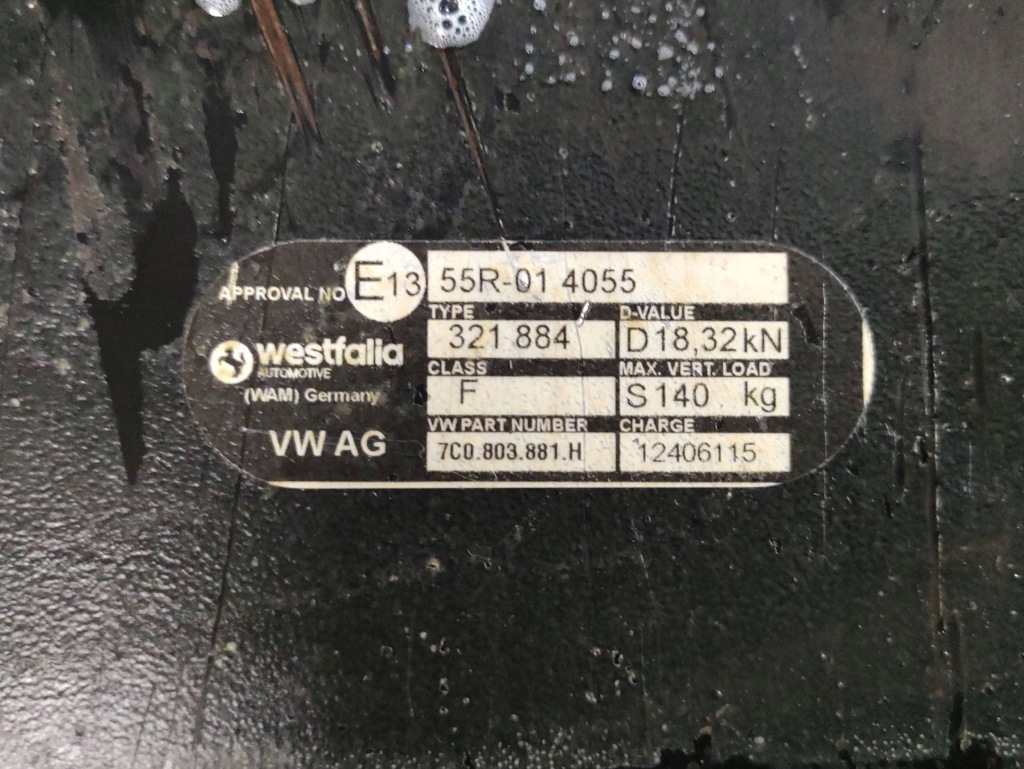 APPROVAL NO E13 55R-01 4055
TYPE D-VALUE
321 884 D18,32kN
westfalia
AUTOMOTIVE
(WAM) Germany
CLASS MAX. VERT. LOAD
F S140 kg
VW AG
VW PART NUMBER CHARGE
7C0.803.881.H 12406115